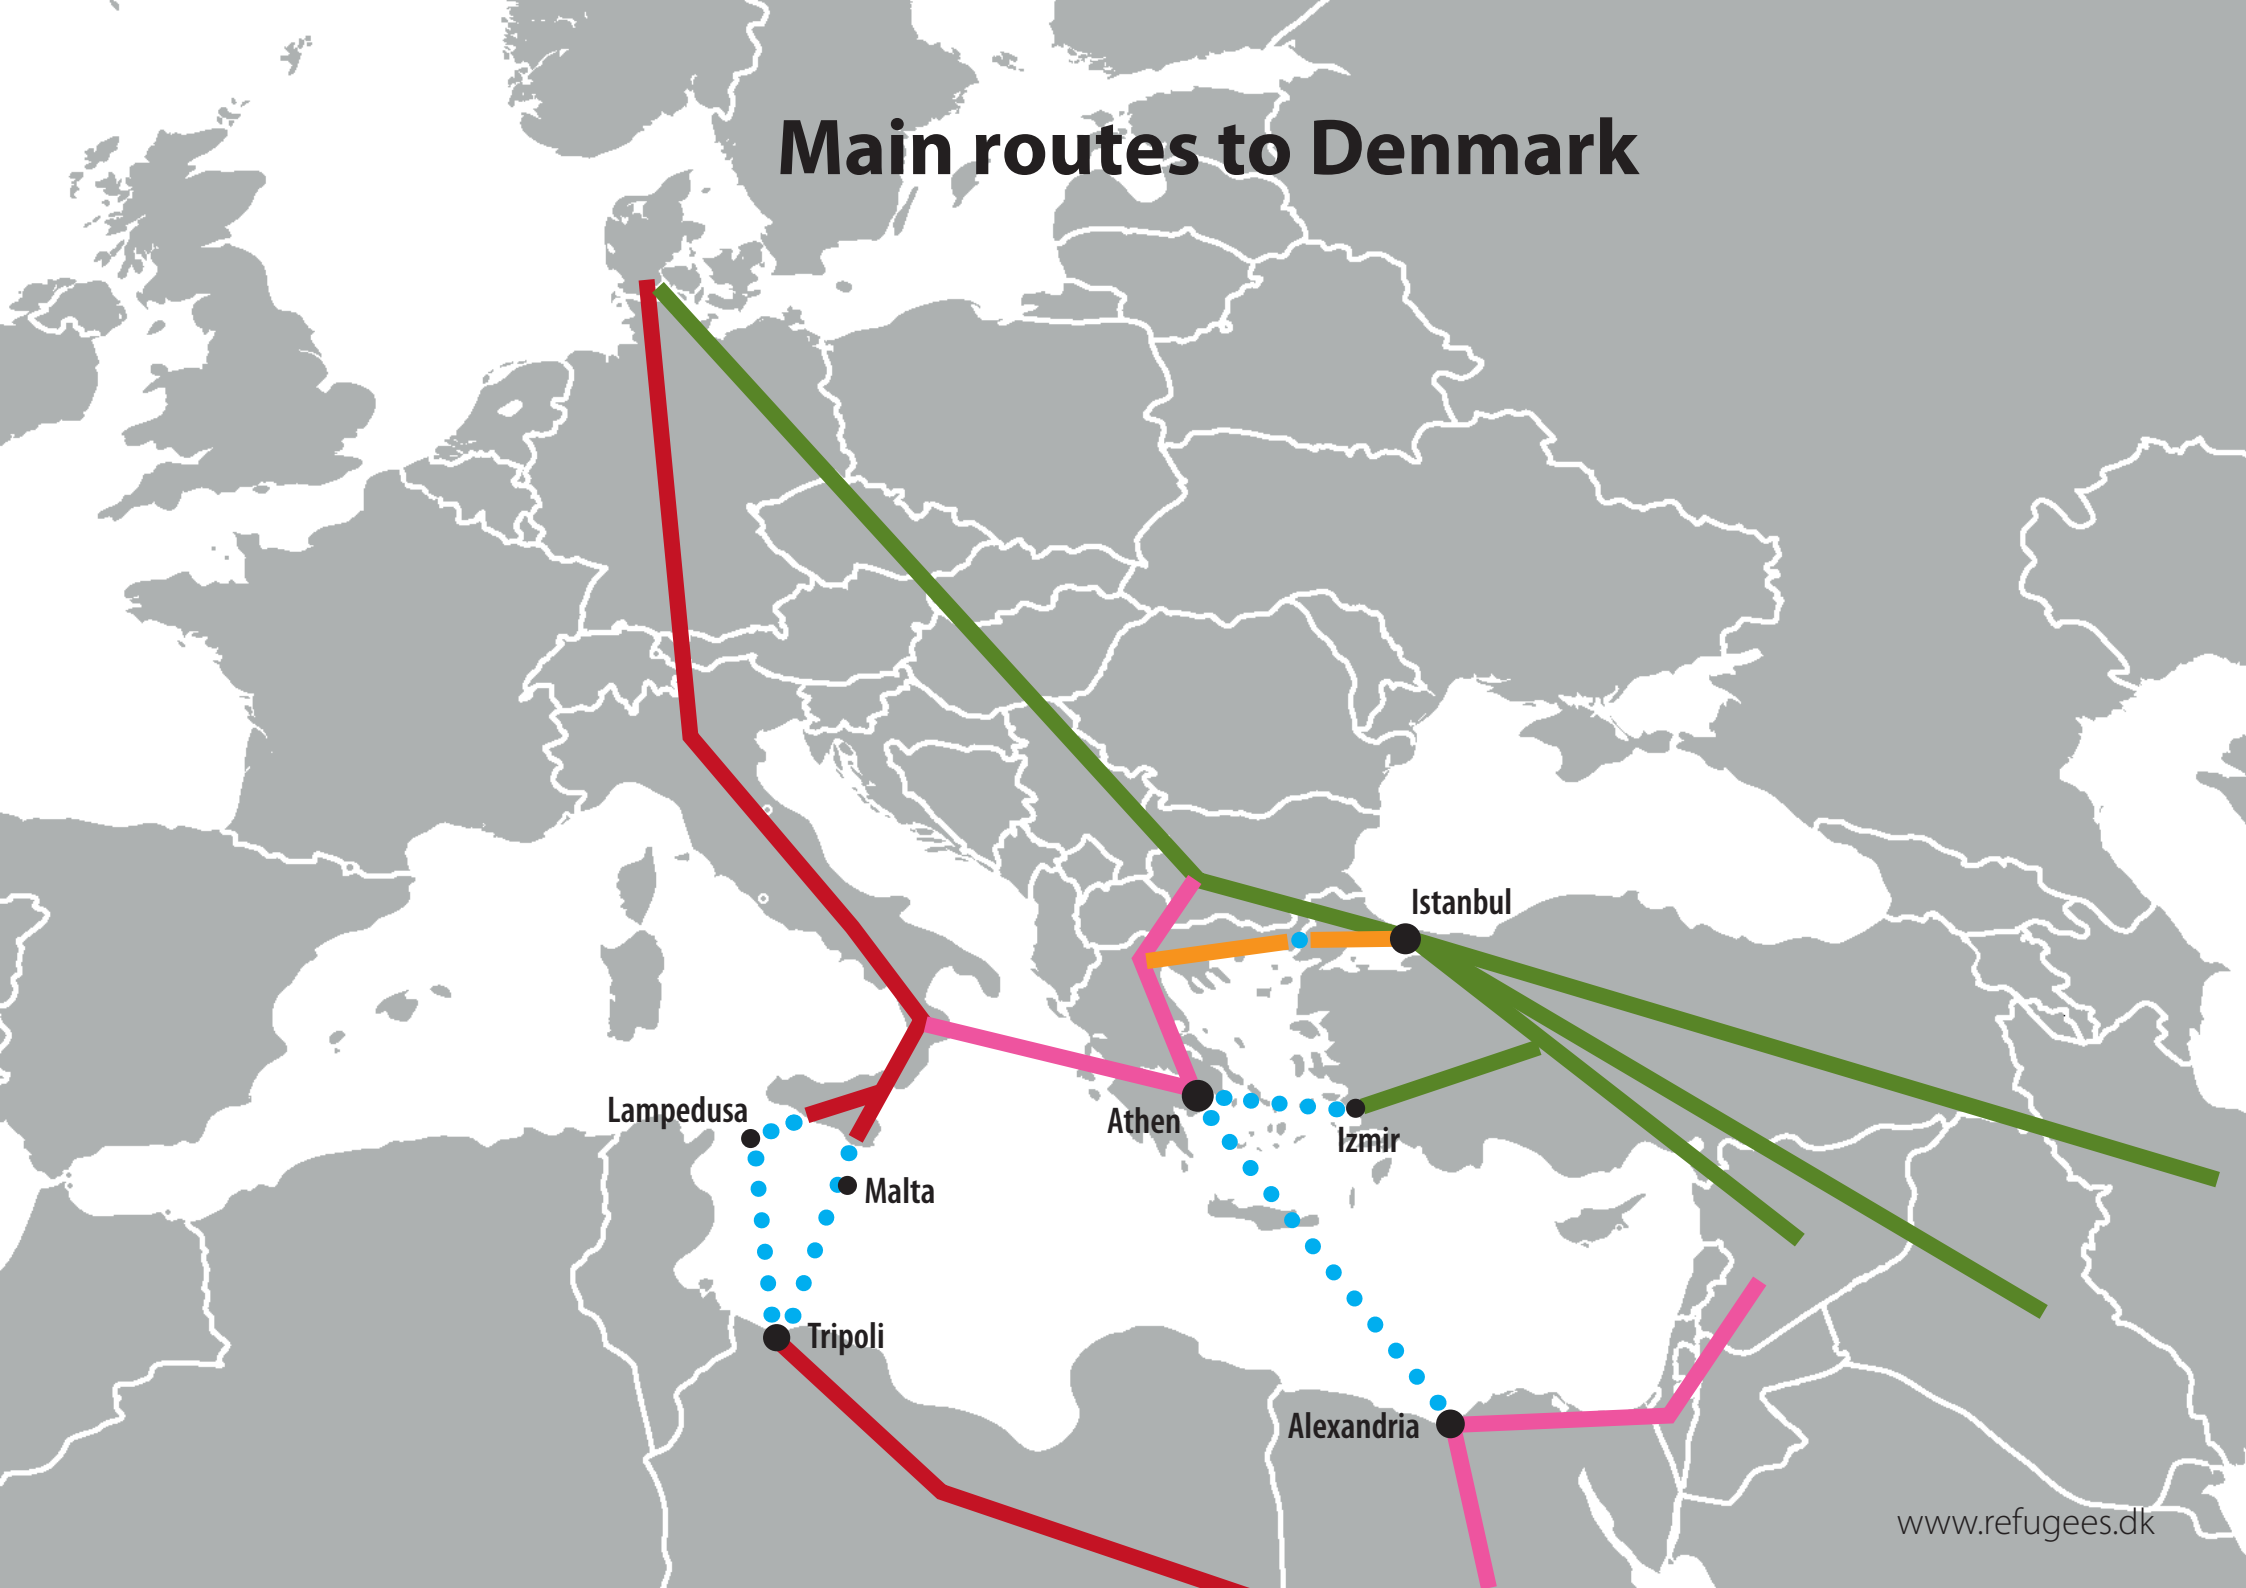 Main routes to Denmark
Istanbul
Lampedusa
Athen
Izmir
Malta
Tripoli
Alexandria
www.refugees.dk